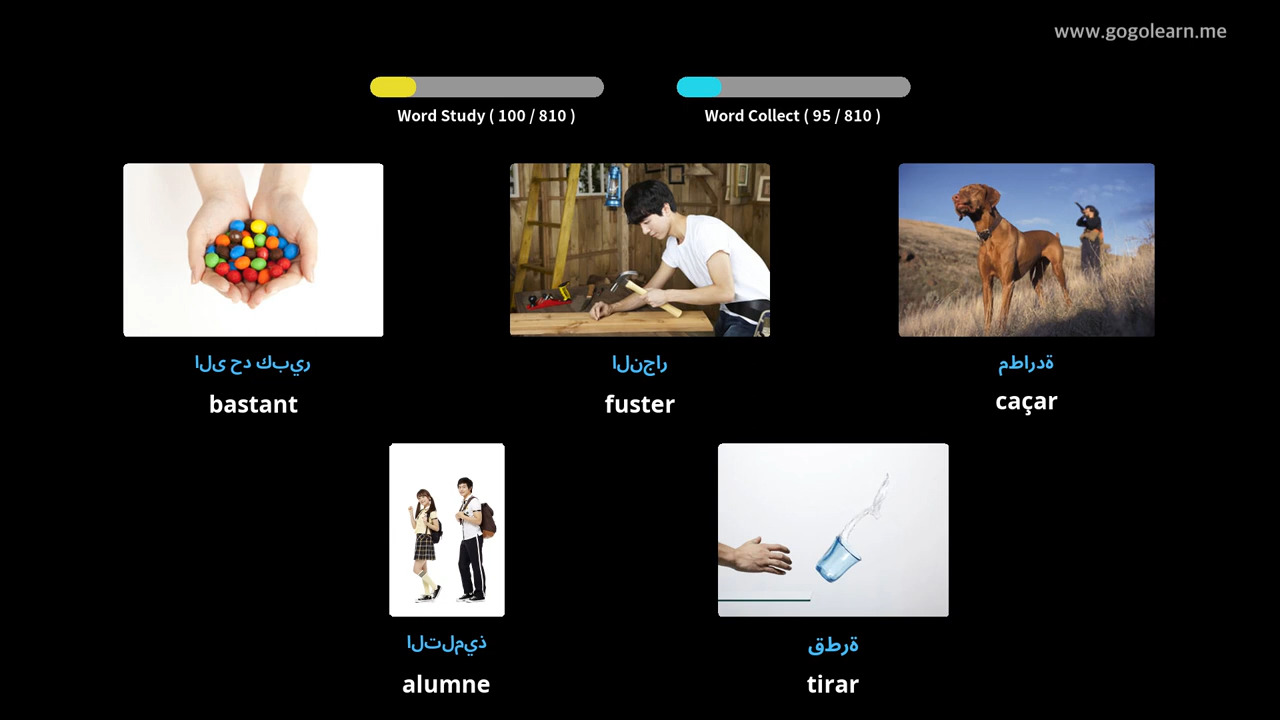 www.gogolearn.me
Word Study ( 100 / 810 )
Word Collect ( 95 / 810 )
الى حد كبير
bastant
النجار
fuster
مطاردة
caçar
التلميذ
alumne
قطرة
tirar